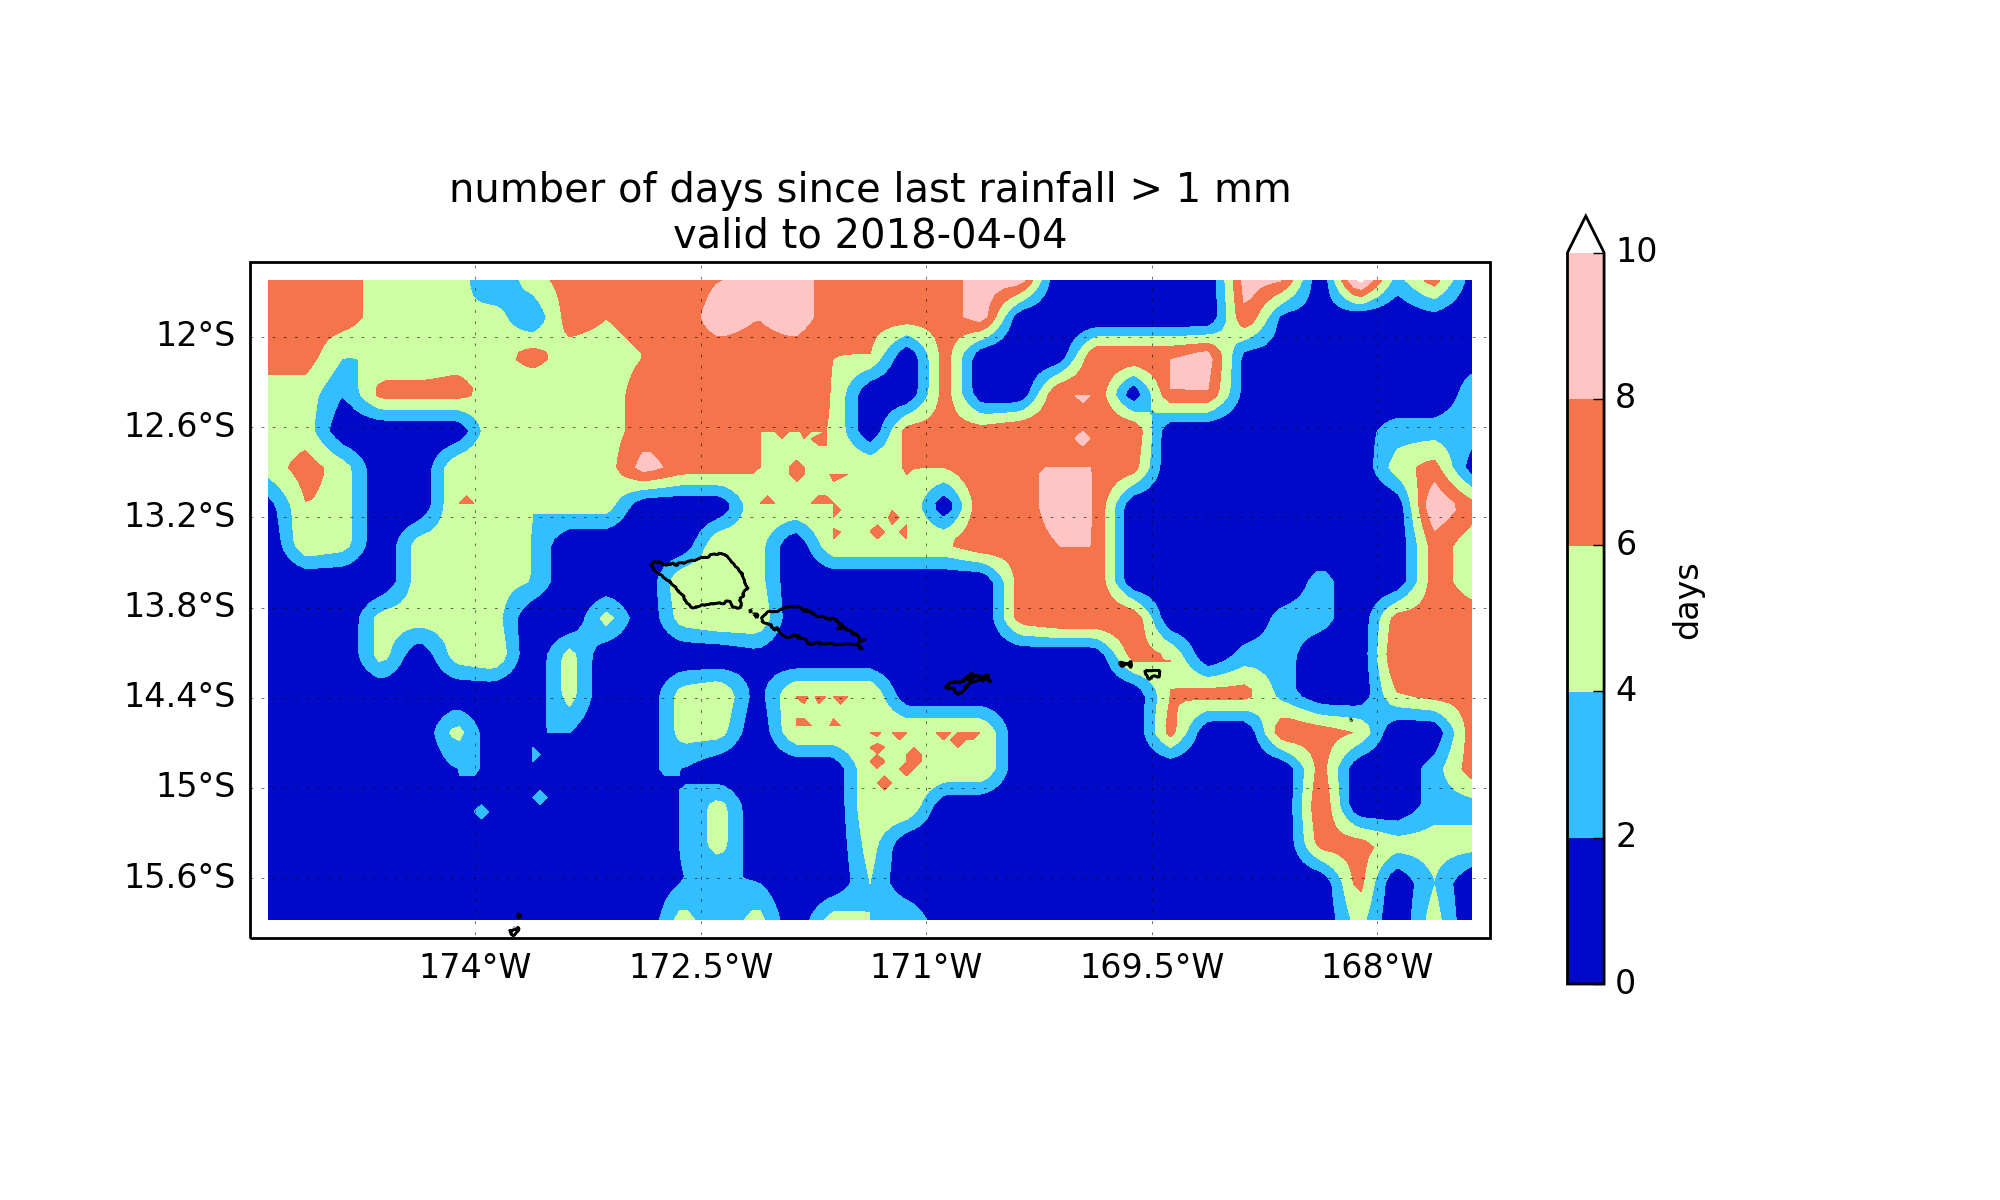 number of days since last rainfall > 1 mm
valid to 2018-04-04
12°S
12.6°S
13.2°S
13.8°S
14.4°S
15°S
15.6°S
174°W
172.5°W
171°W
169.5°W
168°W
10
8
6
4
2
0
days